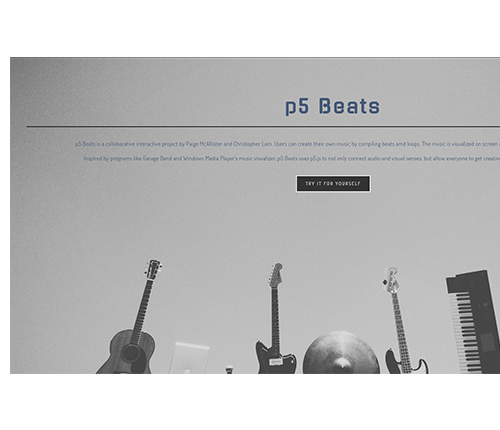 p5 Beats
p5 Beats is a collaborative interactive project by Paige McAllister and Christopher Lam. Users can create their own music by compiling beats amd loops. The music is visualized on screen
Inspired by programs like Garage Band and Windows Media Player's music visualizer, p5 Beats uses p5.js to not only connect audio and visual senses, but allow everyone to get creative
TRY IT FOR YOURSELF